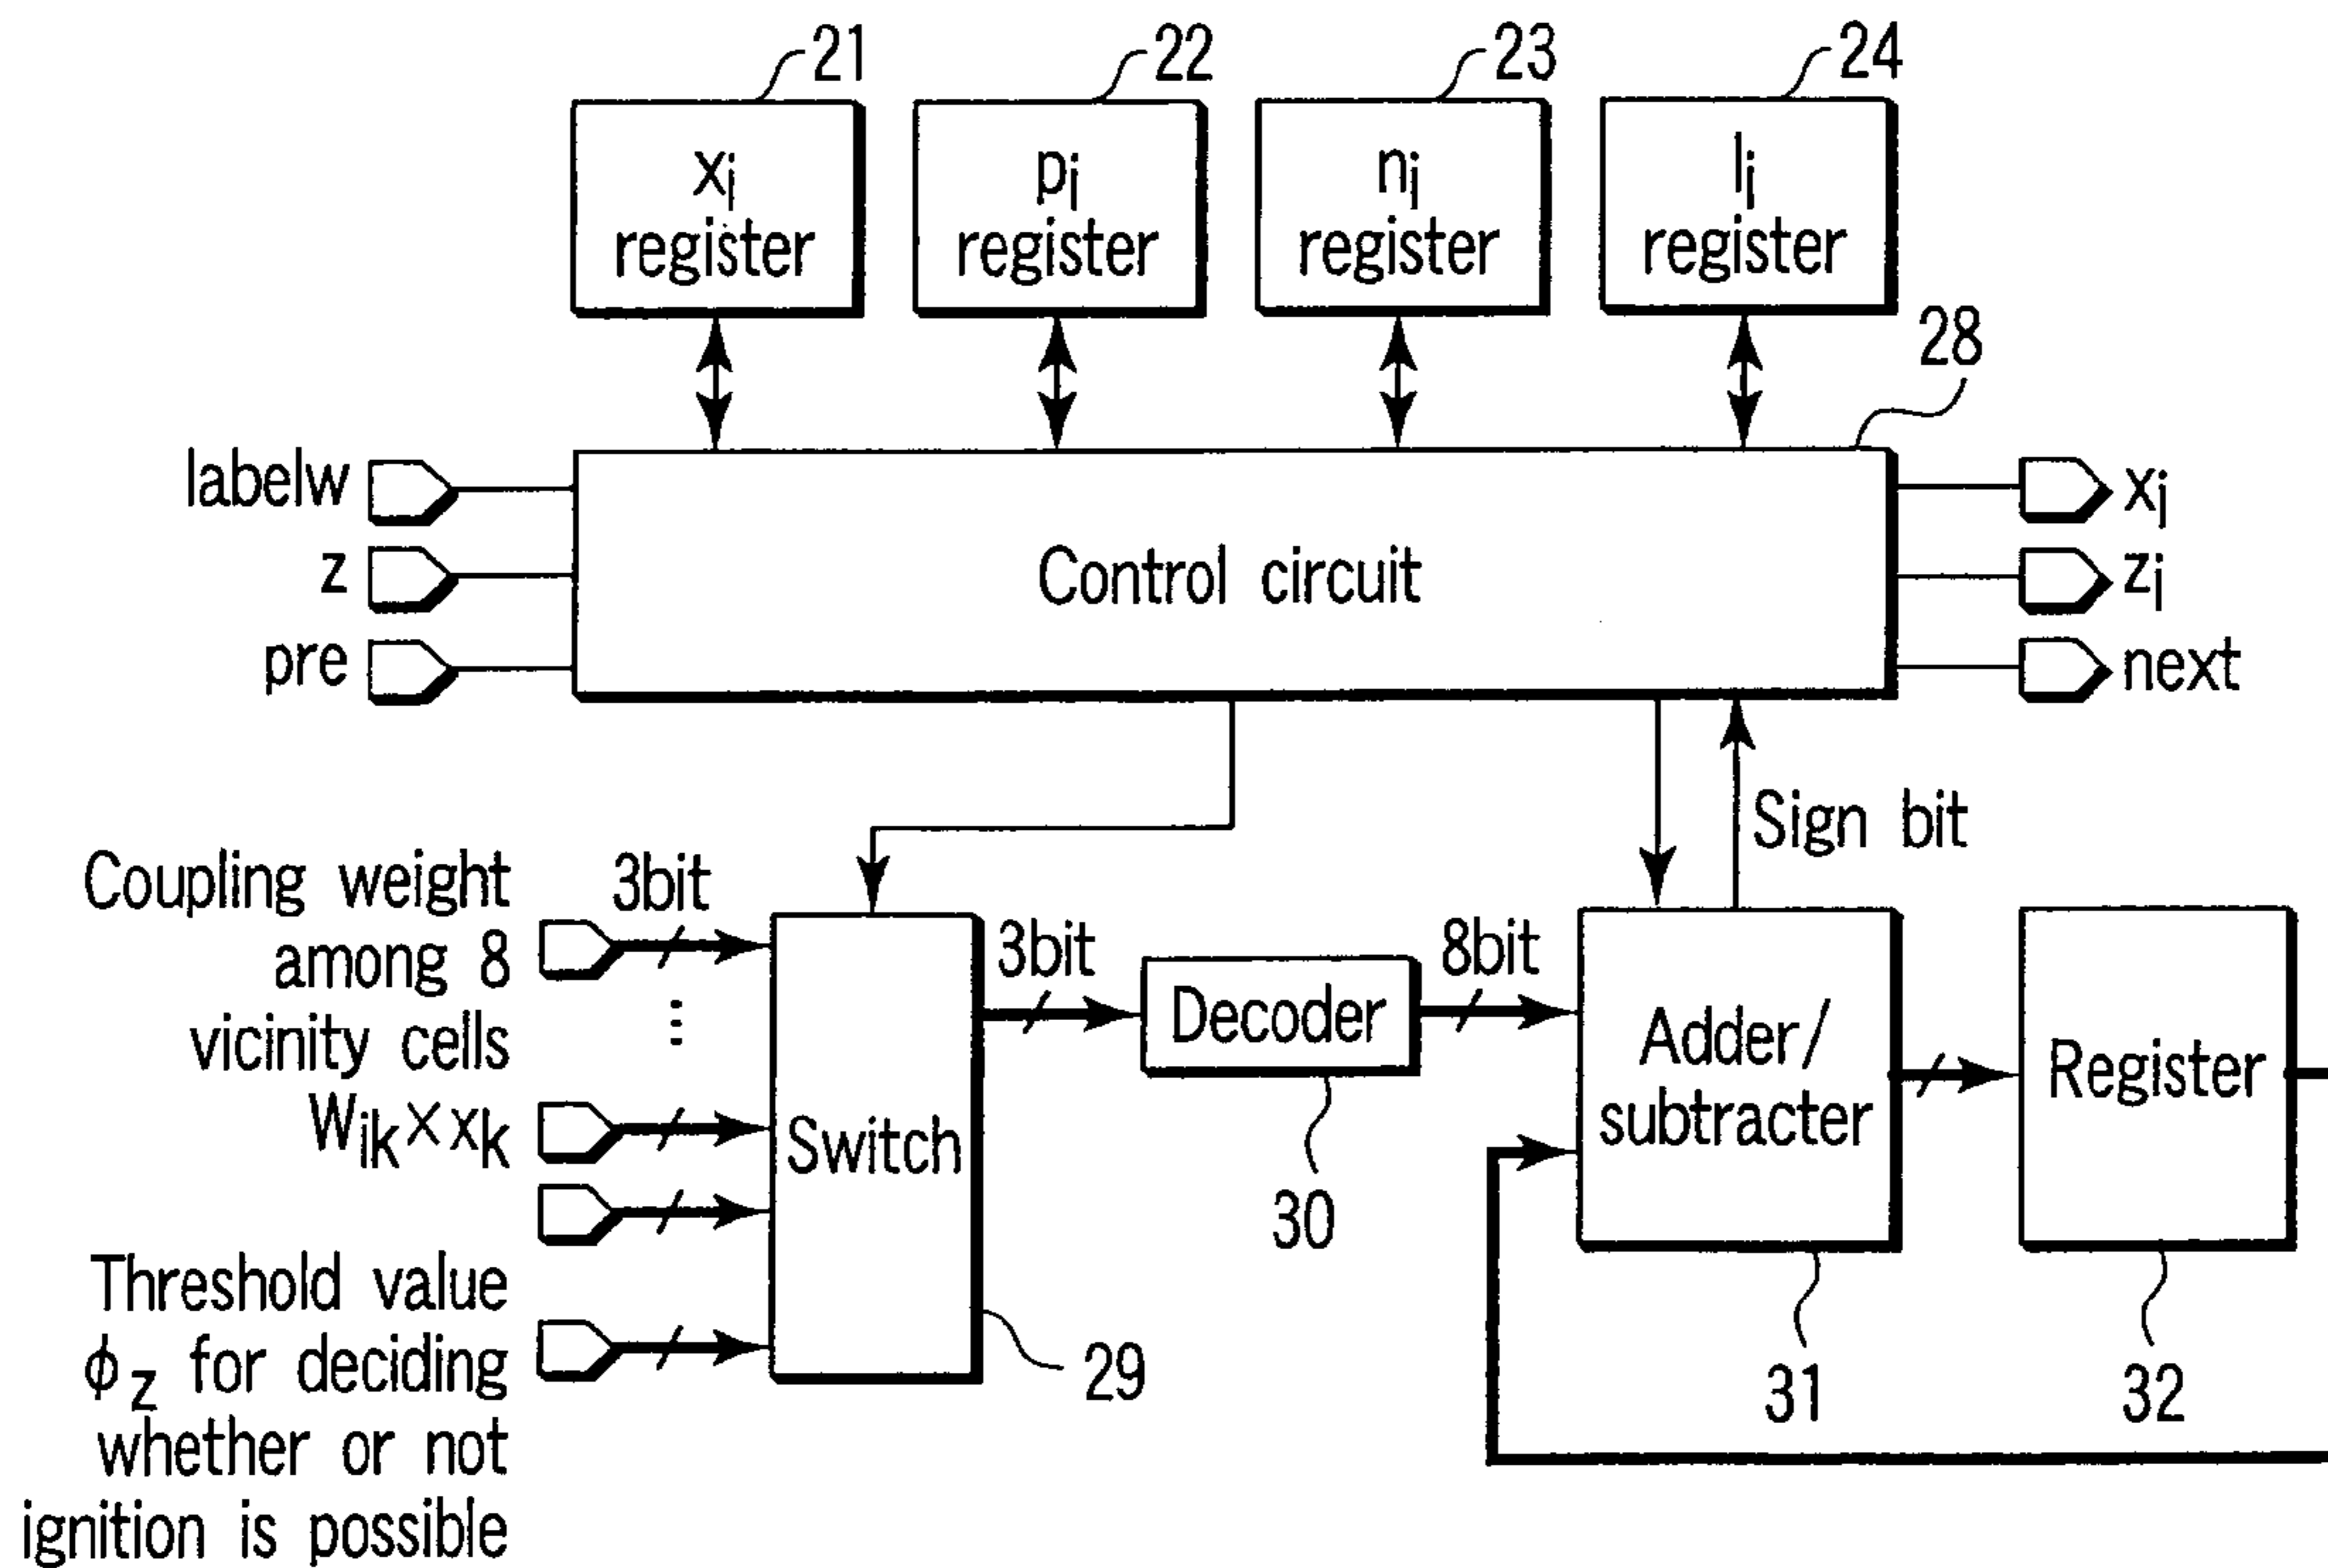 21
22
23
24
xi
register
pi
register
ni
register
li
register
28
labelw
z
pre
Control circuit
xi
zi
next
Sign bit
Coupling weight
among 8
vicinity cells
Wik×xk
3bit
⋮
Switch
3bit
Decoder
8bit
Adder/
subtracter
Register
30
29
31
32
Threshold value
ϕz for deciding
whether or not
ignition is possible